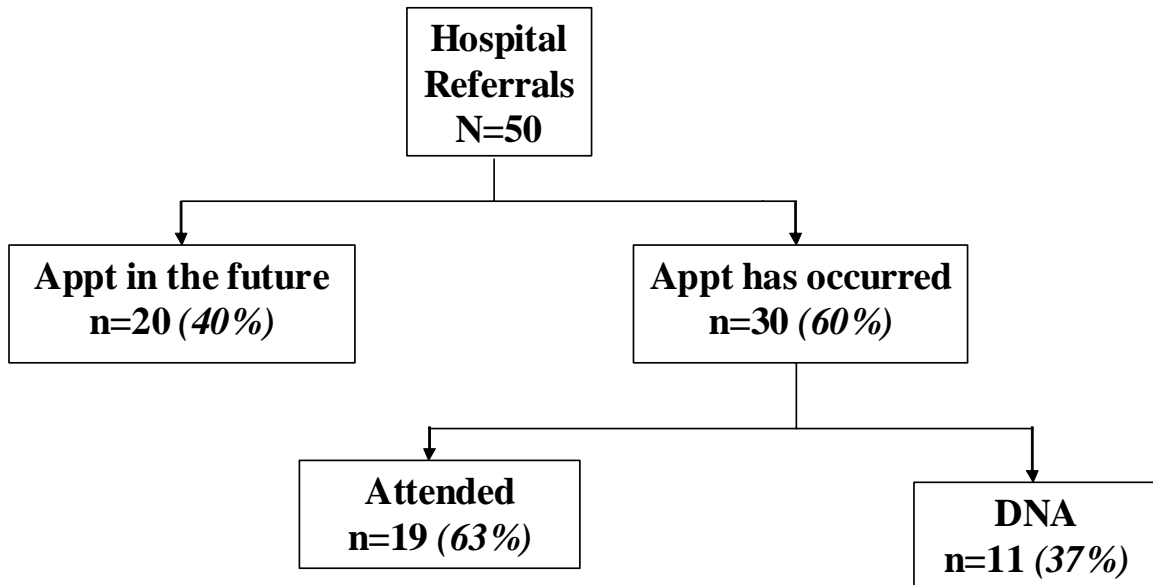 Hospital
Referrals
N=50
Appt in the future
n=20 (40%)
Appt has occurred
n=30 (60%)
Attended
n=19 (63%)
DNA
n=11 (37%)